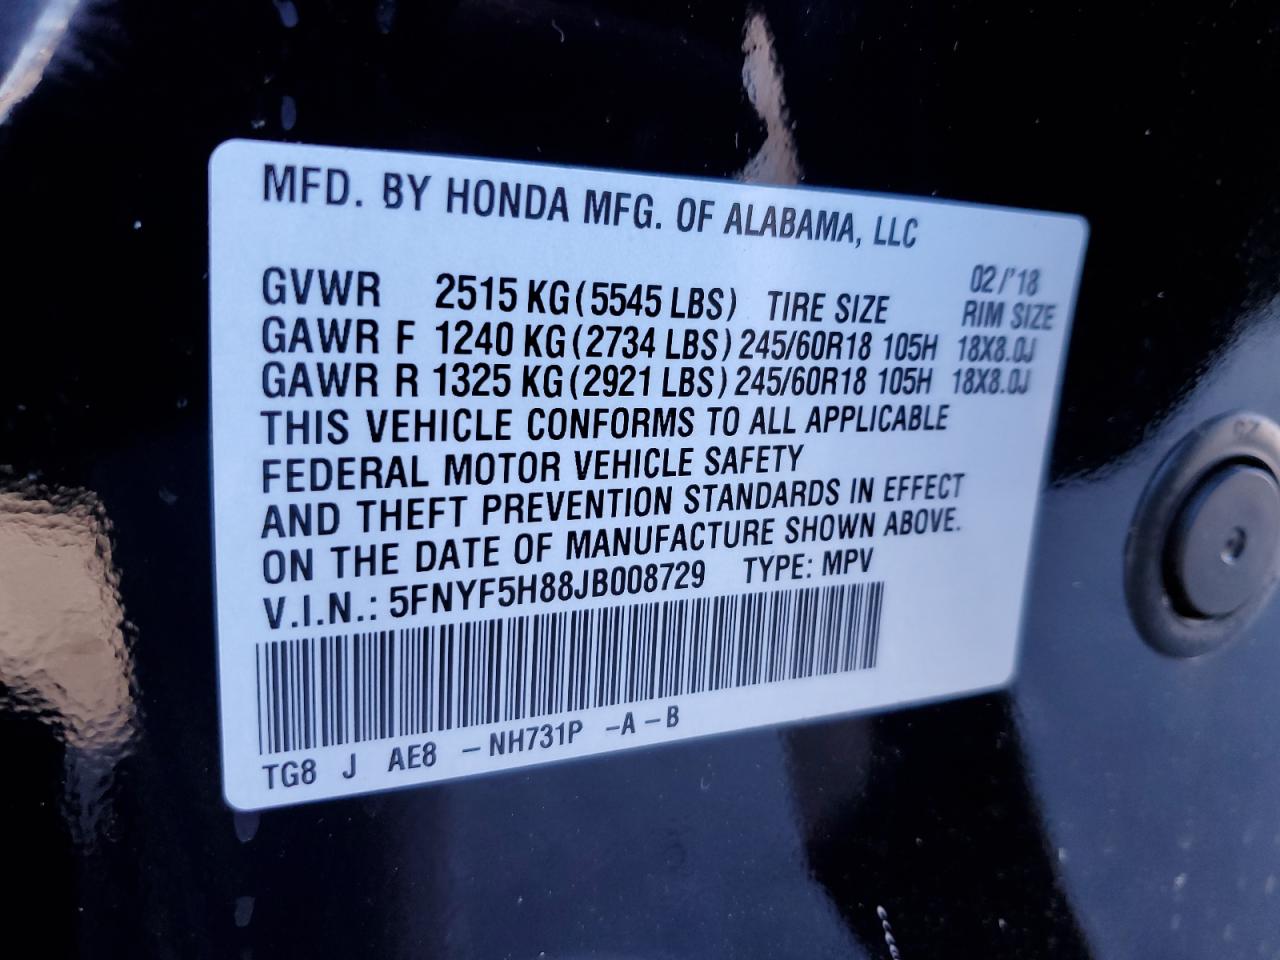 MFD. BY HONDA MFG. OF ALABAMA, LLC
02/'18
GVWR 2515 KG (5545 LBS) TIRE SIZE RIM SIZE
GAWR F 1240 KG (2734 LBS) 245/60R18 105H 18X8.0J
GAWR R 1325 KG (2921 LBS) 245/60R18 105H 18X8.0J
THIS VEHICLE CONFORMS TO ALL APPLICABLE
FEDERAL MOTOR VEHICLE SAFETY
AND THEFT PREVENTION STANDARDS IN EFFECT
ON THE DATE OF MANUFACTURE SHOWN ABOVE.
V.I.N.: 5FNYF5H88JB008729 TYPE: MPV
TG8 J AE8 -NH731P -A-B